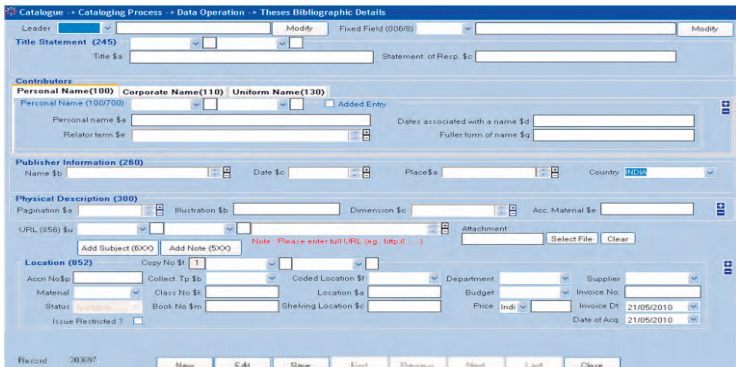 Catalogue -> Cataloging Process -> Data Operation -> Theses Bibliographic Details
Leader Modify Fixed Field (006/8) Modify
Title Statement (245)
Title $a Statement of Resp. $c
Contributors
Personal Name(100) Corporate Name(110) Uniform Name(130)
Personal Name (100/700) Added Entry
Personal name $a Dates associated with a name $d
Relator term $e Fuller form of name $q
Publisher Information (260)
Name $b Date $c Place$a Country INDIA
Physical Description (300)
Pagination $a Illustration $b Dimension $c Acc. Material $e
URL (856) $u Attachment
Note : Please enter full URL (eg., http://......) Select File Clear
Add Subject (6XX) Add Note (5XX)
Location (852) Copy No $t 1
Accn No$p Collect. Tp $b Coded Location $t Department Supplier
Material Class No $k Location $a Budget Invoice No.
Status Available Book No $m Shelving Location $c Price Indi Invoice Dt. 21/05/2010
Issue Restricted ? Date of Acq. 21/05/2010
Record 303697 New Edit Save First Previous Next Last Close